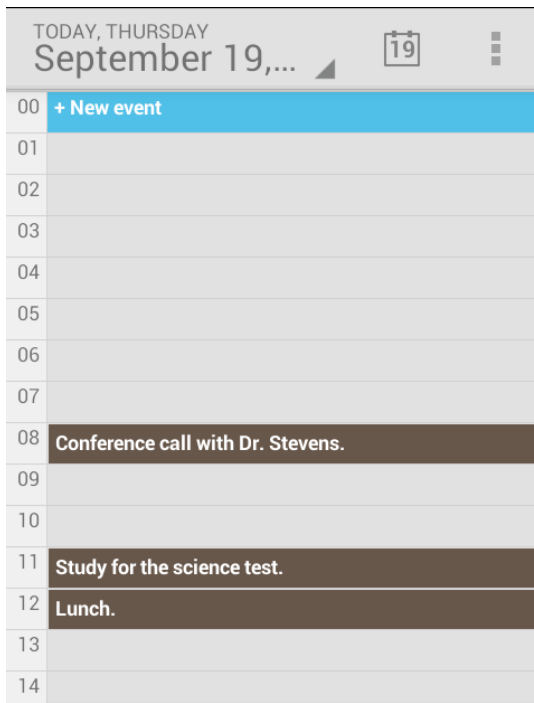 TODAY, THURSDAY
September 19,...
19
00 + New event
01
02
03
04
05
06
07
08 Conference call with Dr. Stevens.
09
10
11 Study for the science test.
12 Lunch.
13
14